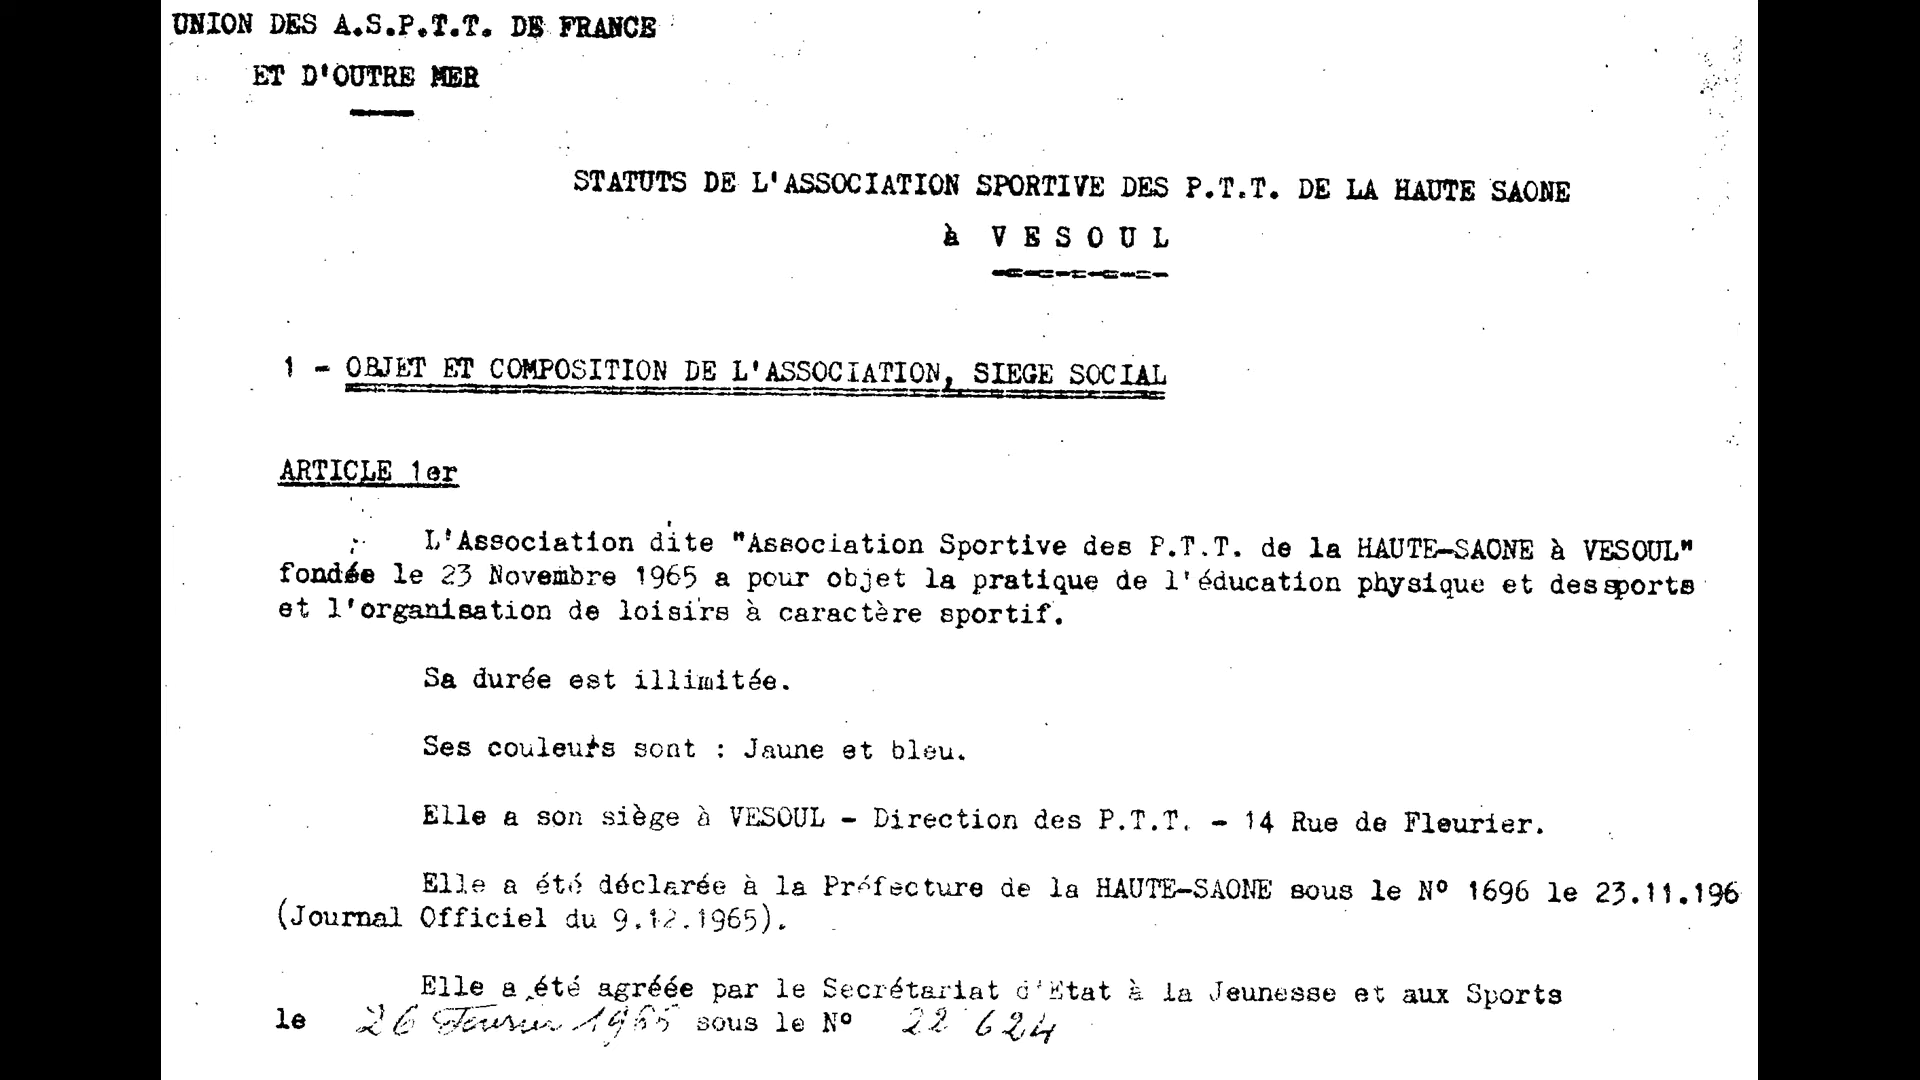 UNION DES A.S.P.T.T. DE FRANCE
ET D'OUTRE MER
STATUTS DE L'ASSOCIATION SPORTIVE DES P.T.T. DE LA HAUTE SAONE
à VESOUL
1 - OBJET ET COMPOSITION DE L'ASSOCIATION, SIEGE SOCIAL
ARTICLE 1er
L'Association dite "Association Sportive des P.T.T. de la HAUTE-SAONE à VESOUL"
fondée le 23 Novembre 1965 a pour objet la pratique de l'éducation physique et des sports
et l'organisation de loisirs à caractère sportif.
Sa durée est illimitée.
Ses couleurs sont : Jaune et bleu.
Elle a son siège à VESOUL - Direction des P.T.T. - 14 Rue de Fleurier.
Elle a été déclarée à la Préfecture de la HAUTE-SAONE sous le N° 1696 le 23.11.196
(Journal Officiel du 9.12.1965).
Elle a été agréée par le Secrétariat d'Etat à la Jeunesse et aux Sports
le 26 Février sous le N° 22 624